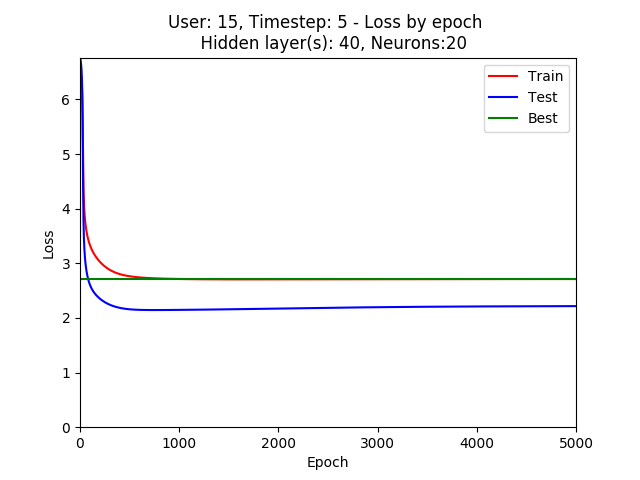 User: 15, Timestep: 5 - Loss by epoch
Hidden layer(s): 40, Neurons:20
Train
Test
Best
Loss
6
5
4
3
2
1
0
0 1000 2000 3000 4000 5000
Epoch